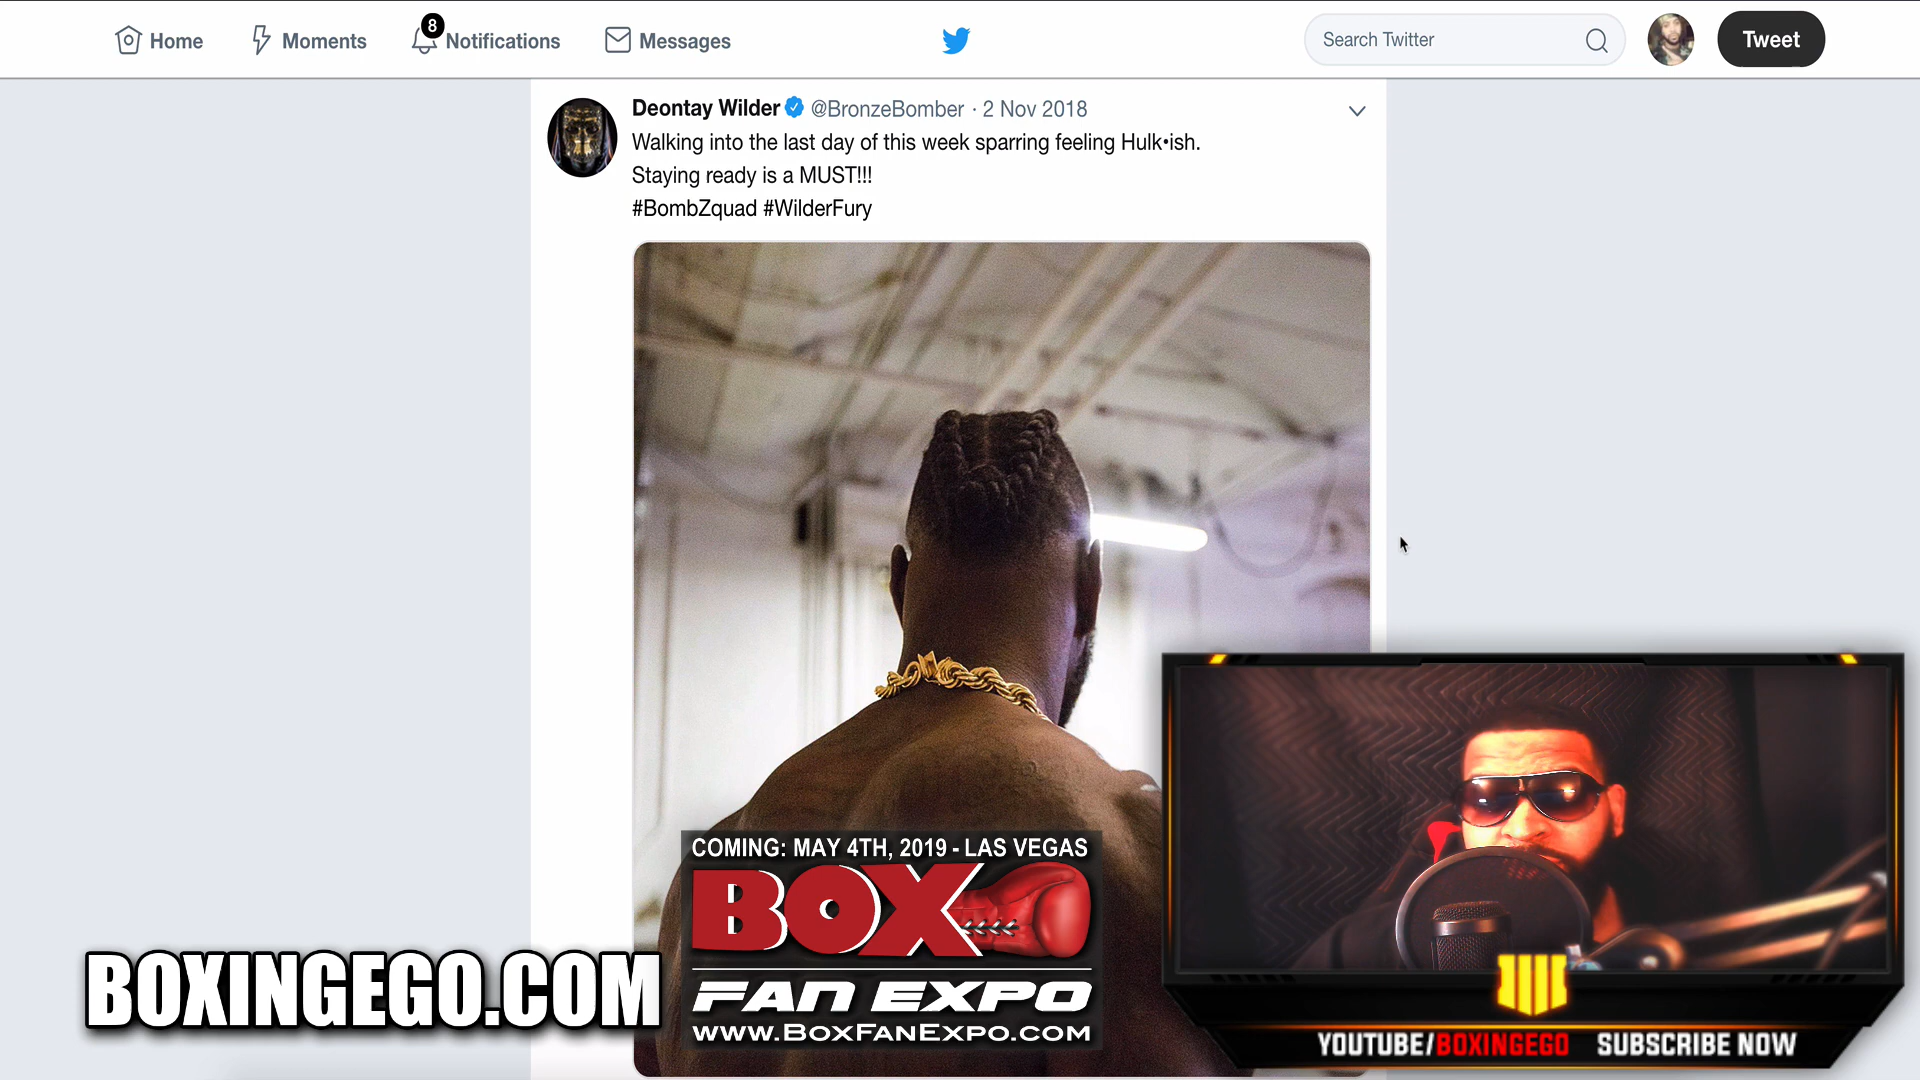 Home
Moments
8
Notifications
Messages
Search Twitter
Tweet
Deontay Wilder @BronzeBomber · 2 Nov 2018
Walking into the last day of this week sparring feeling Hulk•ish.
Staying ready is a MUST!!!
#BombZquad #WilderFury
COMING: MAY 4TH, 2019 - LAS VEGAS
BOX
FAN EXPO
WWW.BOXFANEXPO.COM
BOXINGEGO.COM
YOUTUBE/BOXINGEGO SUBSCRIBE NOW